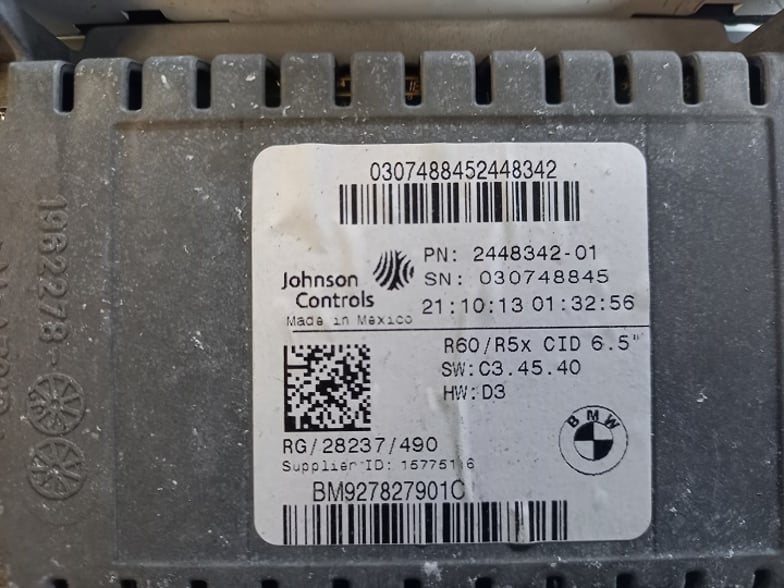 0307488452448342
PN: 2448342-01
SN: 030748845
Johnson
Controls
21:10:13 01:32:56
Made in Mexico
R60/R5x CID 6.5"
SW:C3.45.40
HW:D3
BMW
RG/28237/490
Supplier ID:
BM927827901C
1962278-